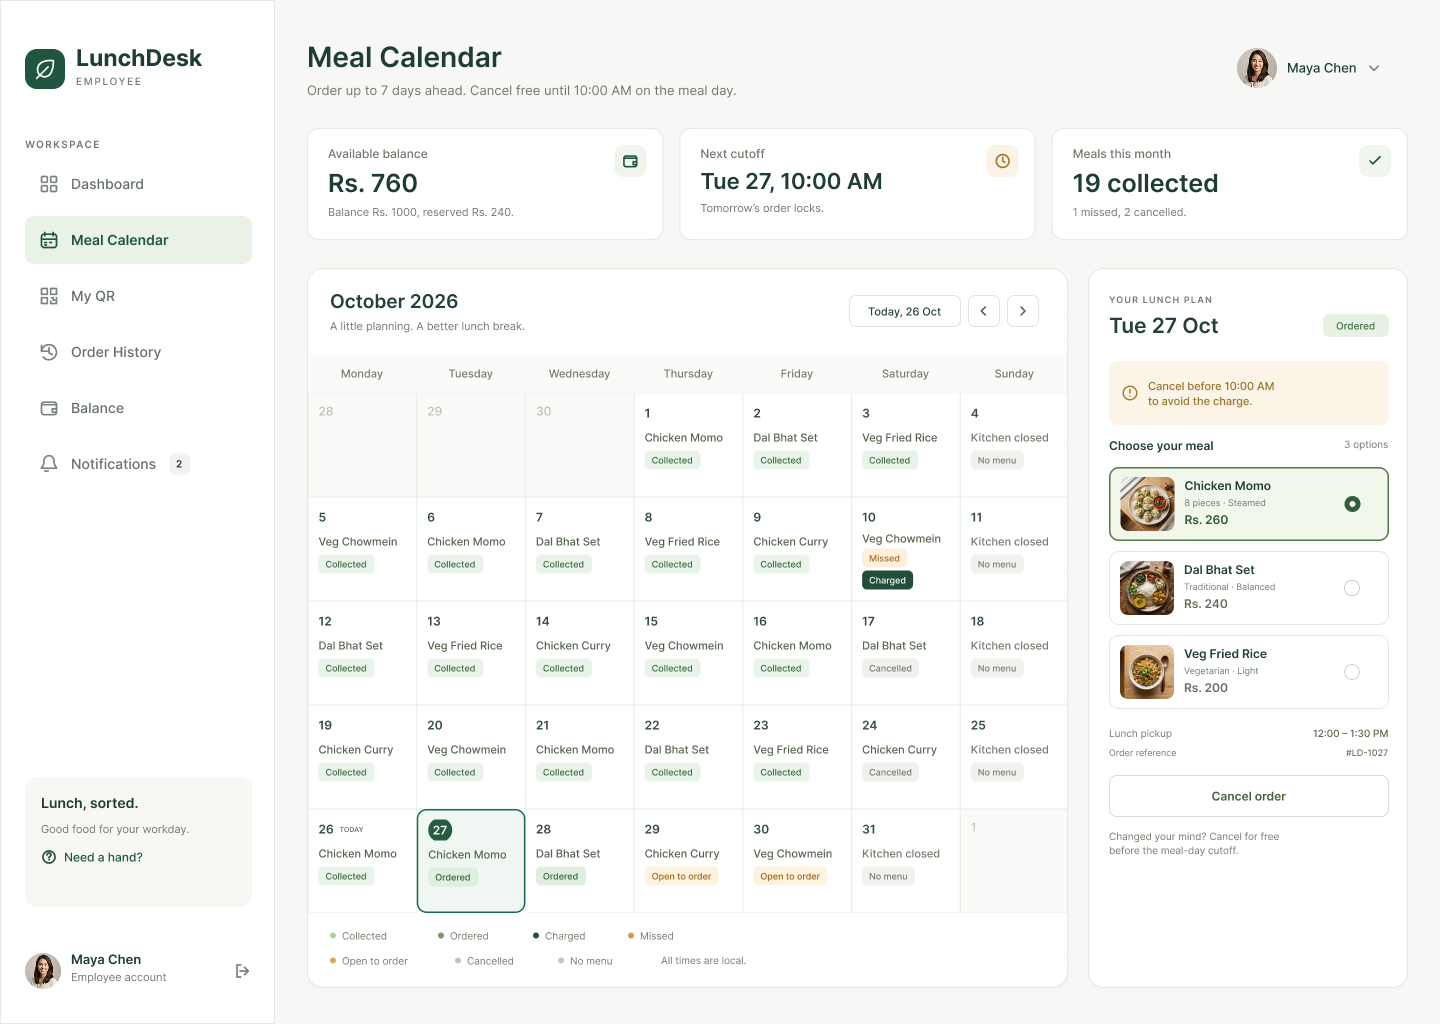 LunchDesk
EMPLOYEE
WORKSPACE
Dashboard
Meal Calendar
My QR
Order History
Balance
Notifications 2
Lunch, sorted.
Good food for your workday.
Need a hand?
Maya Chen
Employee account
Meal Calendar
Order up to 7 days ahead. Cancel free until 10:00 AM on the meal day.
Maya Chen
Available balance
Rs. 760
Balance Rs. 1000, reserved Rs. 240.
Next cutoff
Tue 27, 10:00 AM
Tomorrow's order locks.
Meals this month
19 collected
1 missed, 2 cancelled.
October 2026
A little planning. A better lunch break.
Today, 26 Oct
Monday Tuesday Wednesday Thursday Friday Saturday Sunday
28
29
30
1
Chicken Momo
Collected
2
Dal Bhat Set
Collected
3
Veg Fried Rice
Collected
4
Kitchen closed
No menu
5
Veg Chowmein
Collected
6
Chicken Momo
Collected
7
Dal Bhat Set
Collected
8
Veg Fried Rice
Collected
9
Chicken Curry
Collected
10
Veg Chowmein
Missed
Charged
11
Kitchen closed
No menu
12
Dal Bhat Set
Collected
13
Veg Fried Rice
Collected
14
Chicken Curry
Collected
15
Veg Chowmein
Collected
16
Chicken Momo
Collected
17
Dal Bhat Set
Cancelled
18
Kitchen closed
No menu
19
Chicken Curry
Collected
20
Veg Chowmein
Collected
21
Chicken Momo
Collected
22
Dal Bhat Set
Collected
23
Veg Fried Rice
Collected
24
Chicken Curry
Cancelled
25
Kitchen closed
No menu
26 TODAY
Chicken Momo
Collected
27
Chicken Momo
Ordered
28
Dal Bhat Set
Ordered
29
Chicken Curry
Open to order
30
Veg Chowmein
Open to order
31
Kitchen closed
No menu
1
Collected Ordered Charged Missed
Open to order Cancelled No menu All times are local.
YOUR LUNCH PLAN
Tue 27 Oct
Ordered
Cancel before 10:00 AM
to avoid the charge.
Choose your meal 3 options
Chicken Momo
8 pieces · Steamed
Rs. 260
Dal Bhat Set
Traditional · Balanced
Rs. 240
Veg Fried Rice
Vegetarian · Light
Rs. 200
Lunch pickup 12:00 – 1:30 PM
Order reference #LD-1027
Cancel order
Changed your mind? Cancel for free
before the meal-day cutoff.